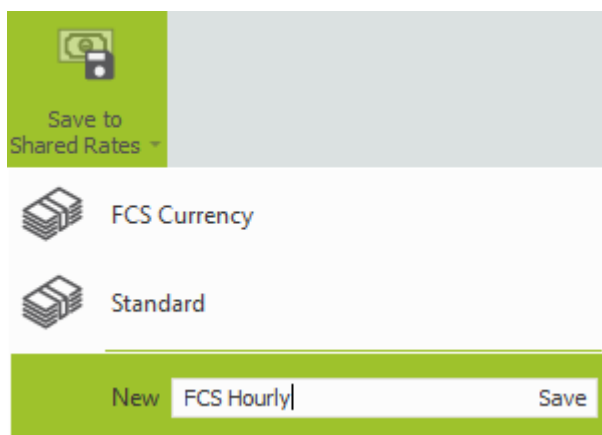 Save to
Shared Rates
FCS Currency
Standard
New FCS Hourly Save